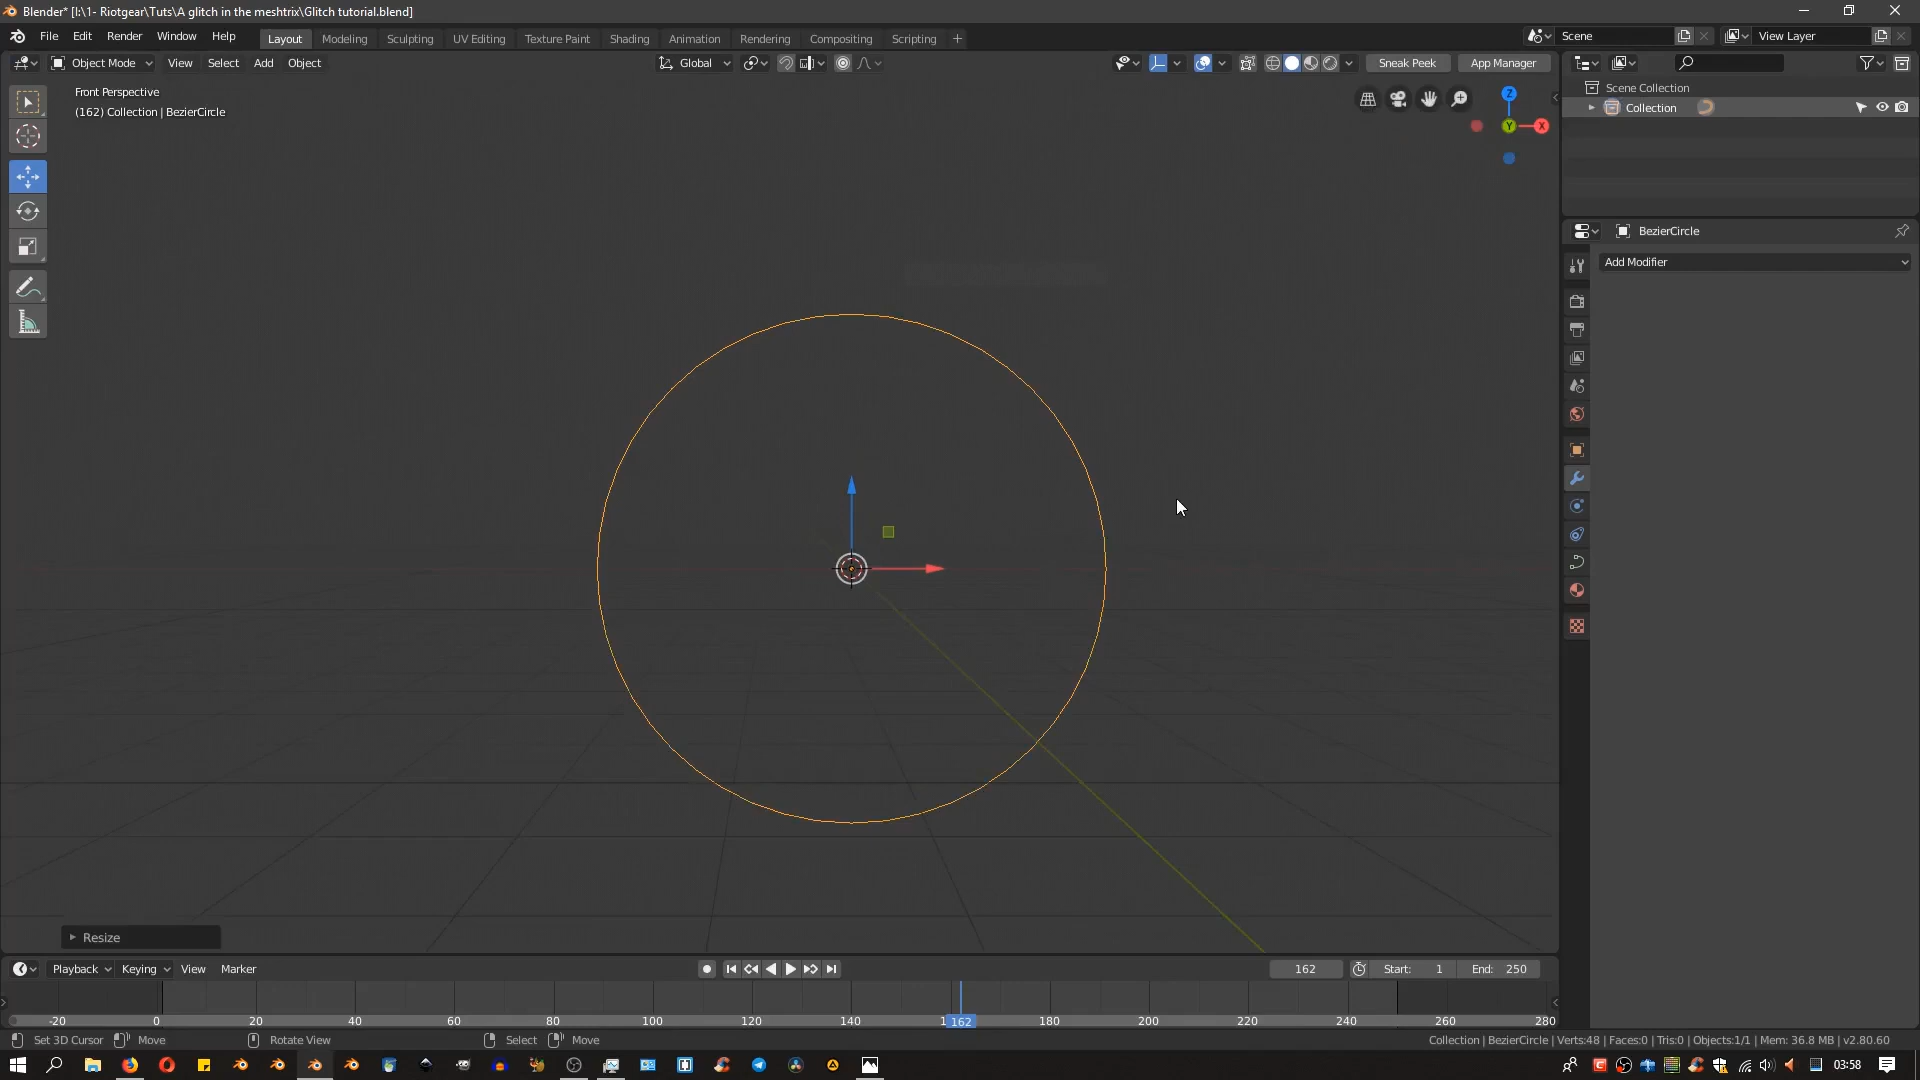 Blender* [I:\1- Riotgear\Tuts\A glitch in the meshtrix\Glitch tutorial.blend]
File Edit Render Window Help Layout Modeling Sculpting UV Editing Texture Paint Shading Animation Rendering Compositing Scripting + Scene View Layer
Object Mode View Select Add Object Global Sneak Peek App Manager
Front Perspective
(162) Collection | BezierCircle
Z
Y
X
Scene Collection
Collection
BezierCircle
Add Modifier
Resize
Playback Keying View Marker 162 Start: 1 End: 250
-20 0 20 40 60 80 100 120 140 162 180 200 220 240 260 280
Set 3D Cursor Move Rotate View Select Move Collection | BezierCircle | Verts:48 | Faces:0 | Tris:0 | Objects:1/1 | Mem: 36.8 MB | v2.80.60
03:58